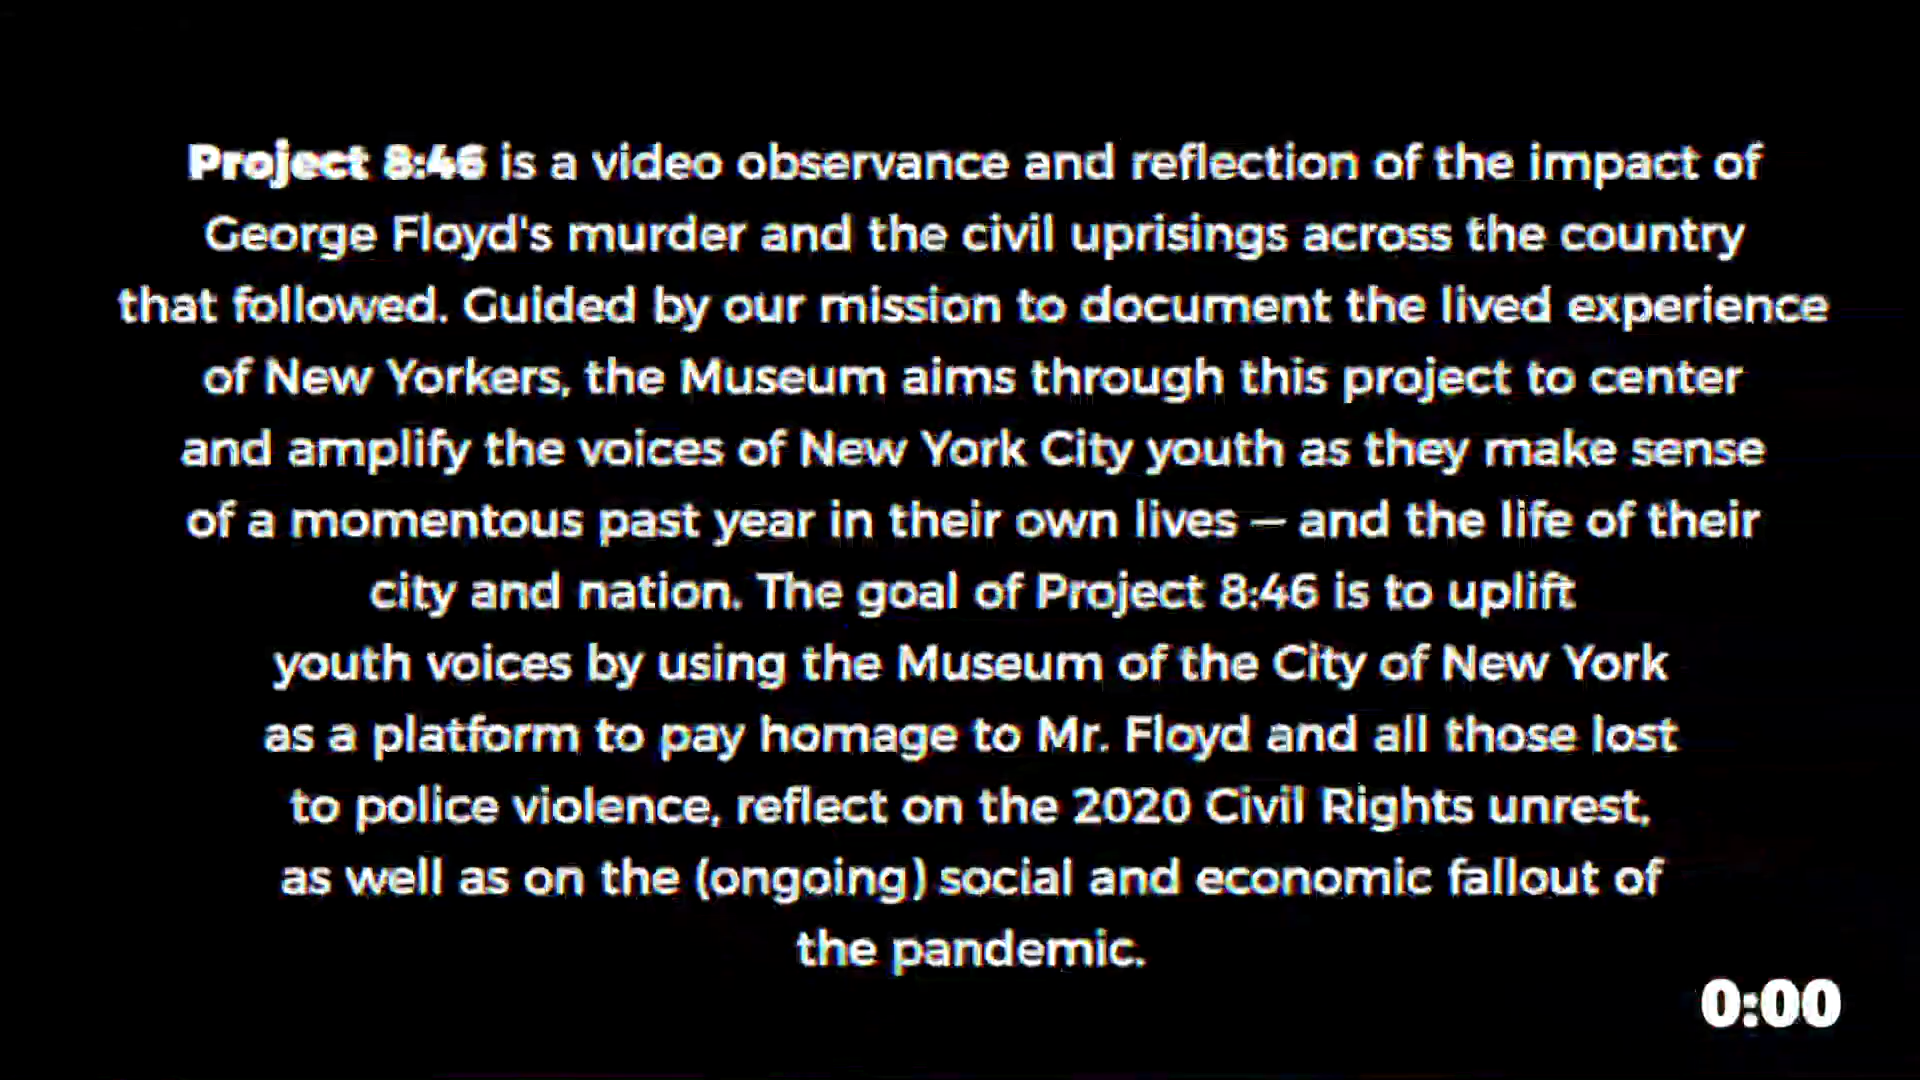 Project 8:46 is a video observance and reflection of the impact of
George Floyd's murder and the civil uprisings across the country
that followed. Guided by our mission to document the lived experience
of New Yorkers, the Museum aims through this project to center
and amplify the voices of New York City youth as they make sense
of a momentous past year in their own lives — and the life of their
city and nation. The goal of Project 8:46 is to uplift
youth voices by using the Museum of the City of New York
as a platform to pay homage to Mr. Floyd and all those lost
to police violence, reflect on the 2020 Civil Rights unrest,
as well as on the (ongoing) social and economic fallout of
the pandemic.
0:00